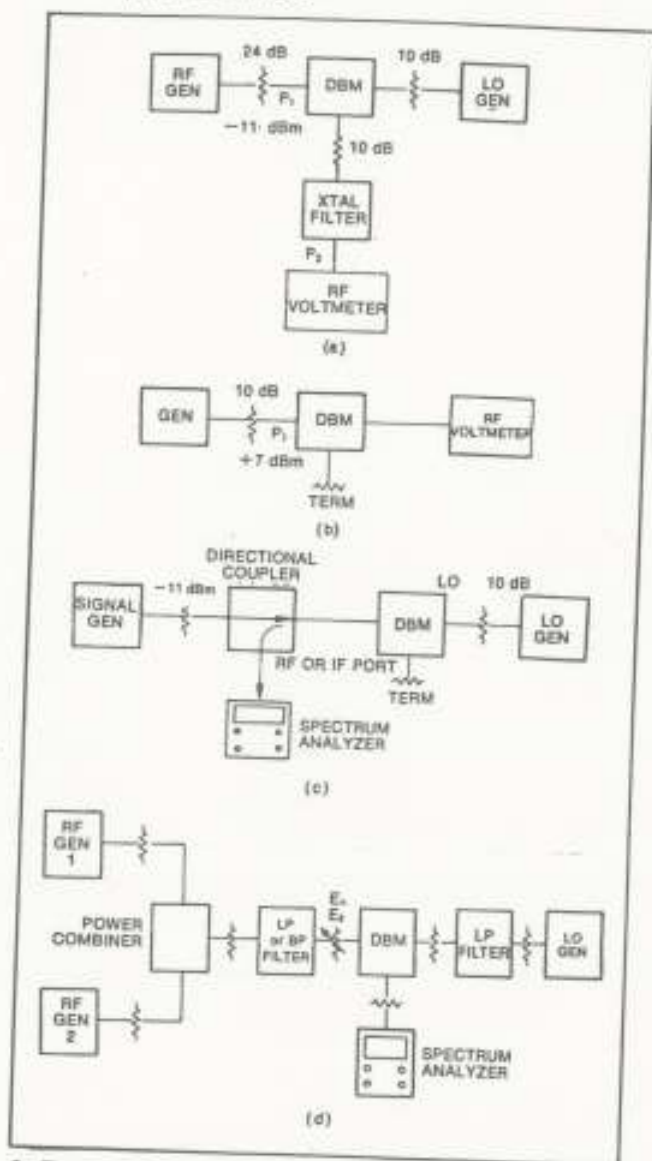 24 dB
10 dB
RF
GEN
DBM
LO
GEN
P₁
-11 dBm
10 dB
XTAL
FILTER
P₂
RF
VOLTMETER
(a)
10 dB
GEN
DBM
RF
VOLTMETER
P₁
+7 dBm
TERM
(b)
DIRECTIONAL
COUPLER
-11 dBm
LO
10 dB
SIGNAL
GEN
DBM
LO
GEN
RF OR IF PORT
TERM
SPECTRUM
ANALYZER
(c)
RF
GEN
1
POWER
COMBINER
LP
or BP
FILTER
DBM
LP
FILTER
LO
GEN
RF
GEN
2
SPECTRUM
ANALYZER
(d)